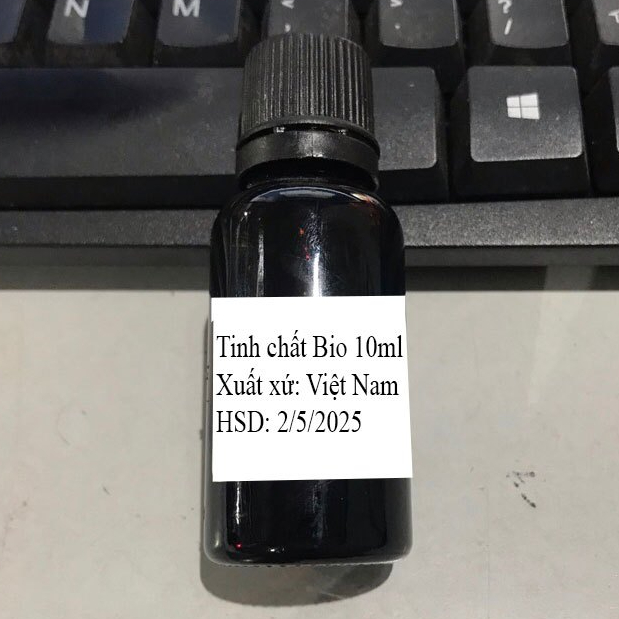 N M < > ?
/
Tinh chất Bio 10ml
Xuất xứ: Việt Nam
HSD: 2/5/2025